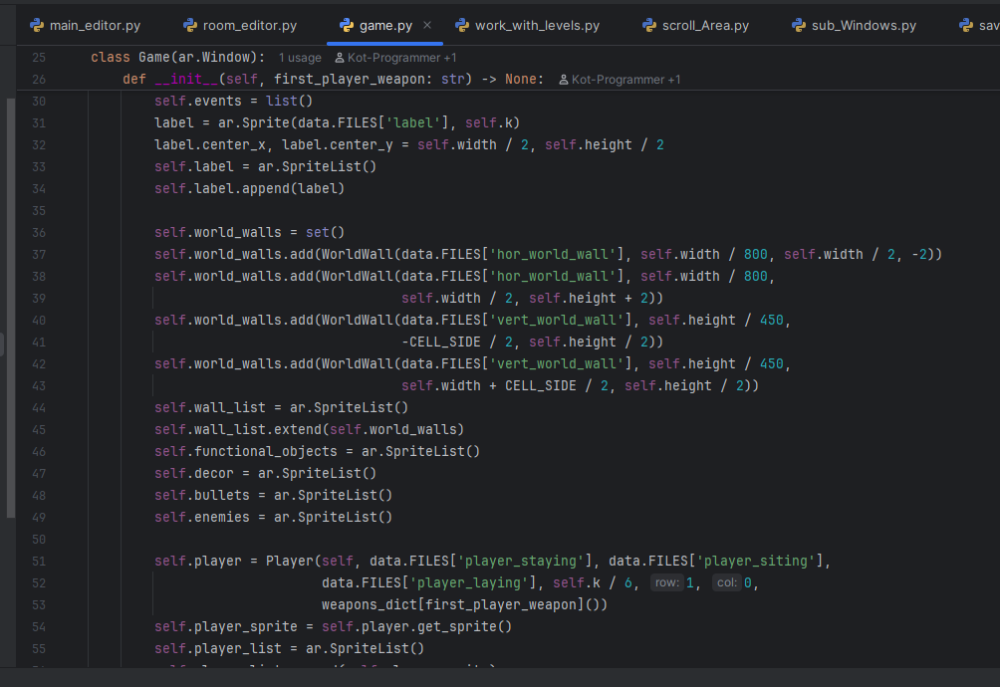 main_editor.py room_editor.py game.py × work_with_levels.py scroll_Area.py sub_Windows.py sav
25 class Game(ar.Window): 1 usage Kot-Programmer +1
26 def __init__(self, first_player_weapon: str) -> None: Kot-Programmer +1
30 self.events = list()
31 label = ar.Sprite(data.FILES['label'], self.k)
32 label.center_x, label.center_y = self.width / 2, self.height / 2
33 self.label = ar.SpriteList()
34 self.label.append(label)
35
36 self.world_walls = set()
37 self.world_walls.add(WorldWall(data.FILES['hor_world_wall'], self.width / 800, self.width / 2, -2))
38 self.world_walls.add(WorldWall(data.FILES['hor_world_wall'], self.width / 800,
39 self.width / 2, self.height + 2))
40 self.world_walls.add(WorldWall(data.FILES['vert_world_wall'], self.height / 450,
41 -CELL_SIDE / 2, self.height / 2))
42 self.world_walls.add(WorldWall(data.FILES['vert_world_wall'], self.height / 450,
43 self.width + CELL_SIDE / 2, self.height / 2))
44 self.wall_list = ar.SpriteList()
45 self.wall_list.extend(self.world_walls)
46 self.functional_objects = ar.SpriteList()
47 self.decor = ar.SpriteList()
48 self.bullets = ar.SpriteList()
49 self.enemies = ar.SpriteList()
50
51 self.player = Player(self, data.FILES['player_staying'], data.FILES['player_siting'],
52 data.FILES['player_laying'], self.k / 6, row: 1, col: 0,
53 weapons_dict[first_player_weapon]())
54 self.player_sprite = self.player.get_sprite()
55 self.player_list = ar.SpriteList()